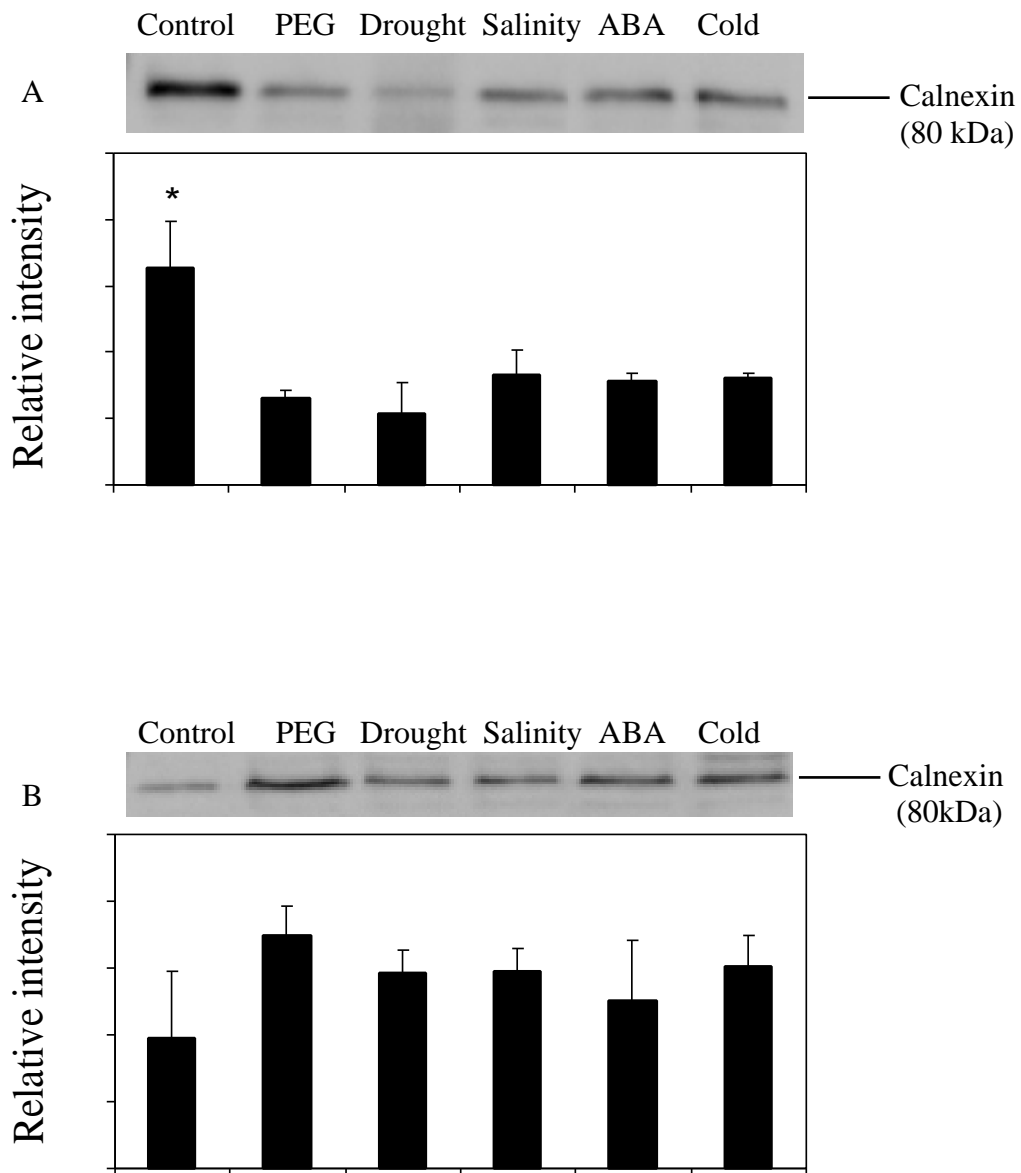 Control PEG Drought Salinity ABA Cold
A
Calnexin
(80 kDa)
*
Relative intensity
Control PEG Drought Salinity ABA Cold
B
Calnexin
(80kDa)
Relative intensity